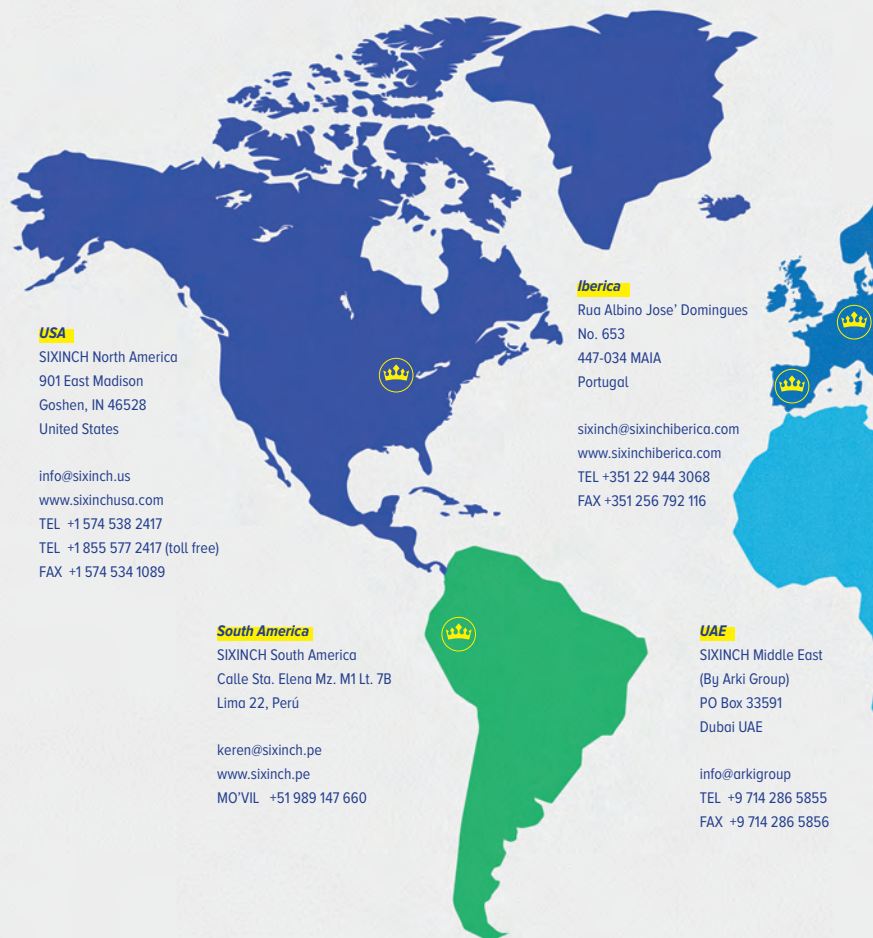 USA
SIXINCH North America
901 East Madison
Goshen, IN 46528
United States
info@sixinch.us
www.sixinchusa.com
TEL +1 574 538 2417
TEL +1 855 577 2417 (toll free)
FAX +1 574 534 1089
Iberica
Rua Albino Jose' Domingues
No. 653
447-034 MAIA
Portugal
sixinch@sixinchiberica.com
www.sixinchiberica.com
TEL +351 22 944 3068
FAX +351 256 792 116
South America
SIXINCH South America
Calle Sta. Elena Mz. M1 Lt. 7B
Lima 22, Perú
keren@sixinch.pe
www.sixinch.pe
MO'VIL +51 989 147 660
UAE
SIXINCH Middle East
(By Arki Group)
PO Box 33591
Dubai UAE
info@arkigroup
TEL +9 714 286 5855
FAX +9 714 286 5856